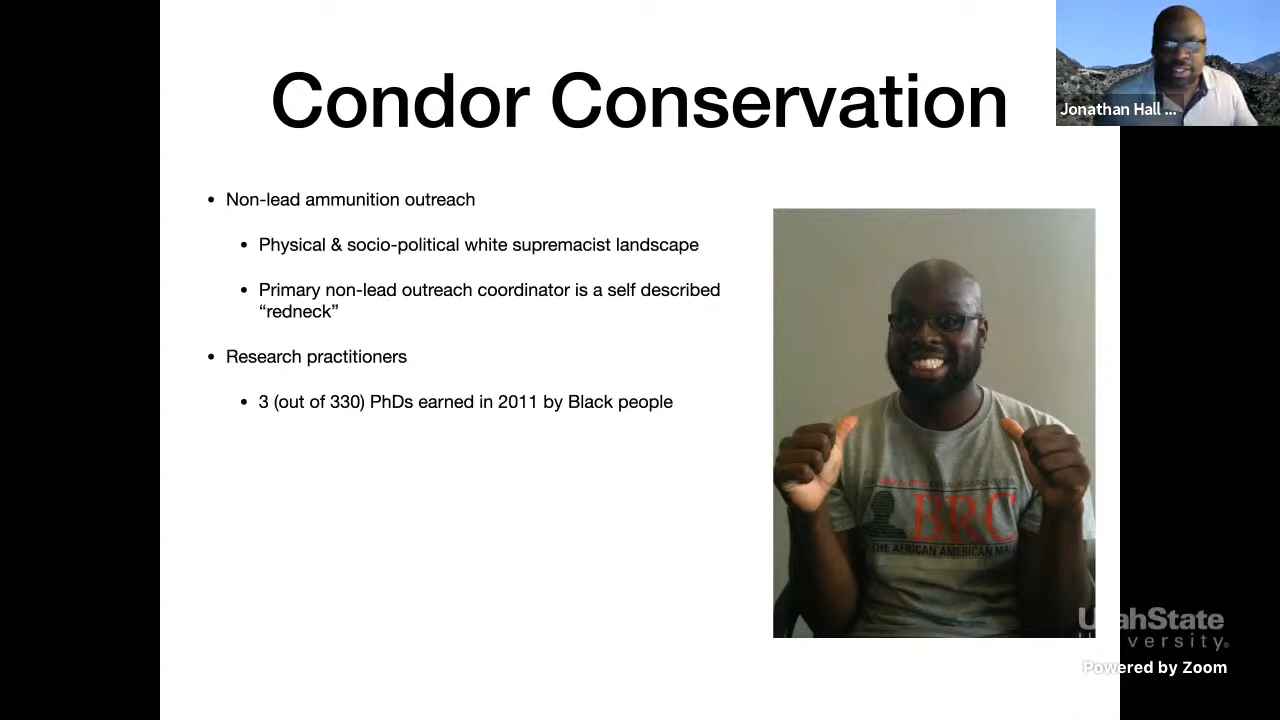 Condor Conservation
Jonathan Hall ...
• Non-lead ammunition outreach
• Physical & socio-political white supremacist landscape
• Primary non-lead outreach coordinator is a self described
“redneck”
• Research practitioners
• 3 (out of 330) PhDs earned in 2011 by Black people
BRC
THE AFRICAN AMERICAN
UtahState
University
Powered by Zoom